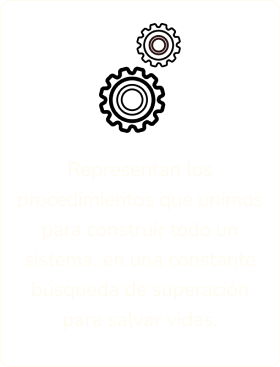 Representan los
procedimientos que unimos
para construir todo un
sistema, en una constante
búsqueda de superación
para salvar vidas.